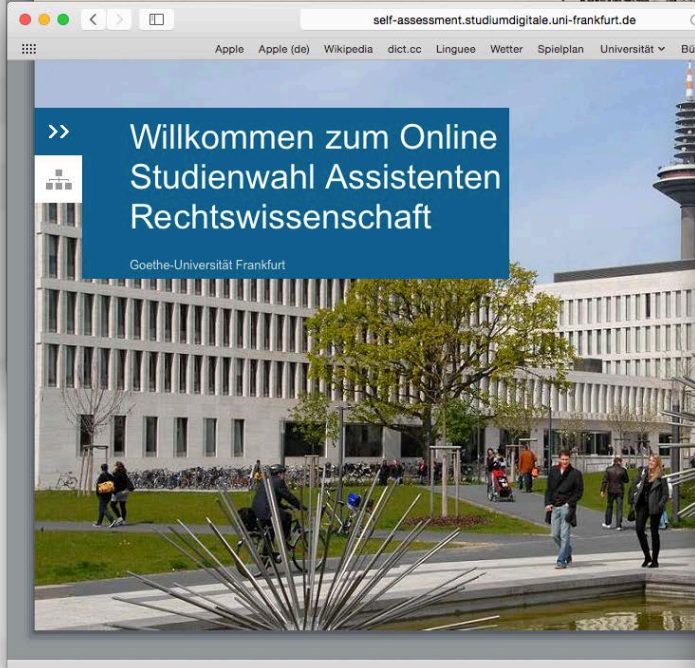 self-assessment.studiumdigitale.uni-frankfurt.de
Apple Apple (de) Wikipedia dict.cc Linguee Wetter Spielplan Universität
Willkommen zum Online
Studienwahl Assistenten
Rechtswissenschaft
Goethe-Universität Frankfurt